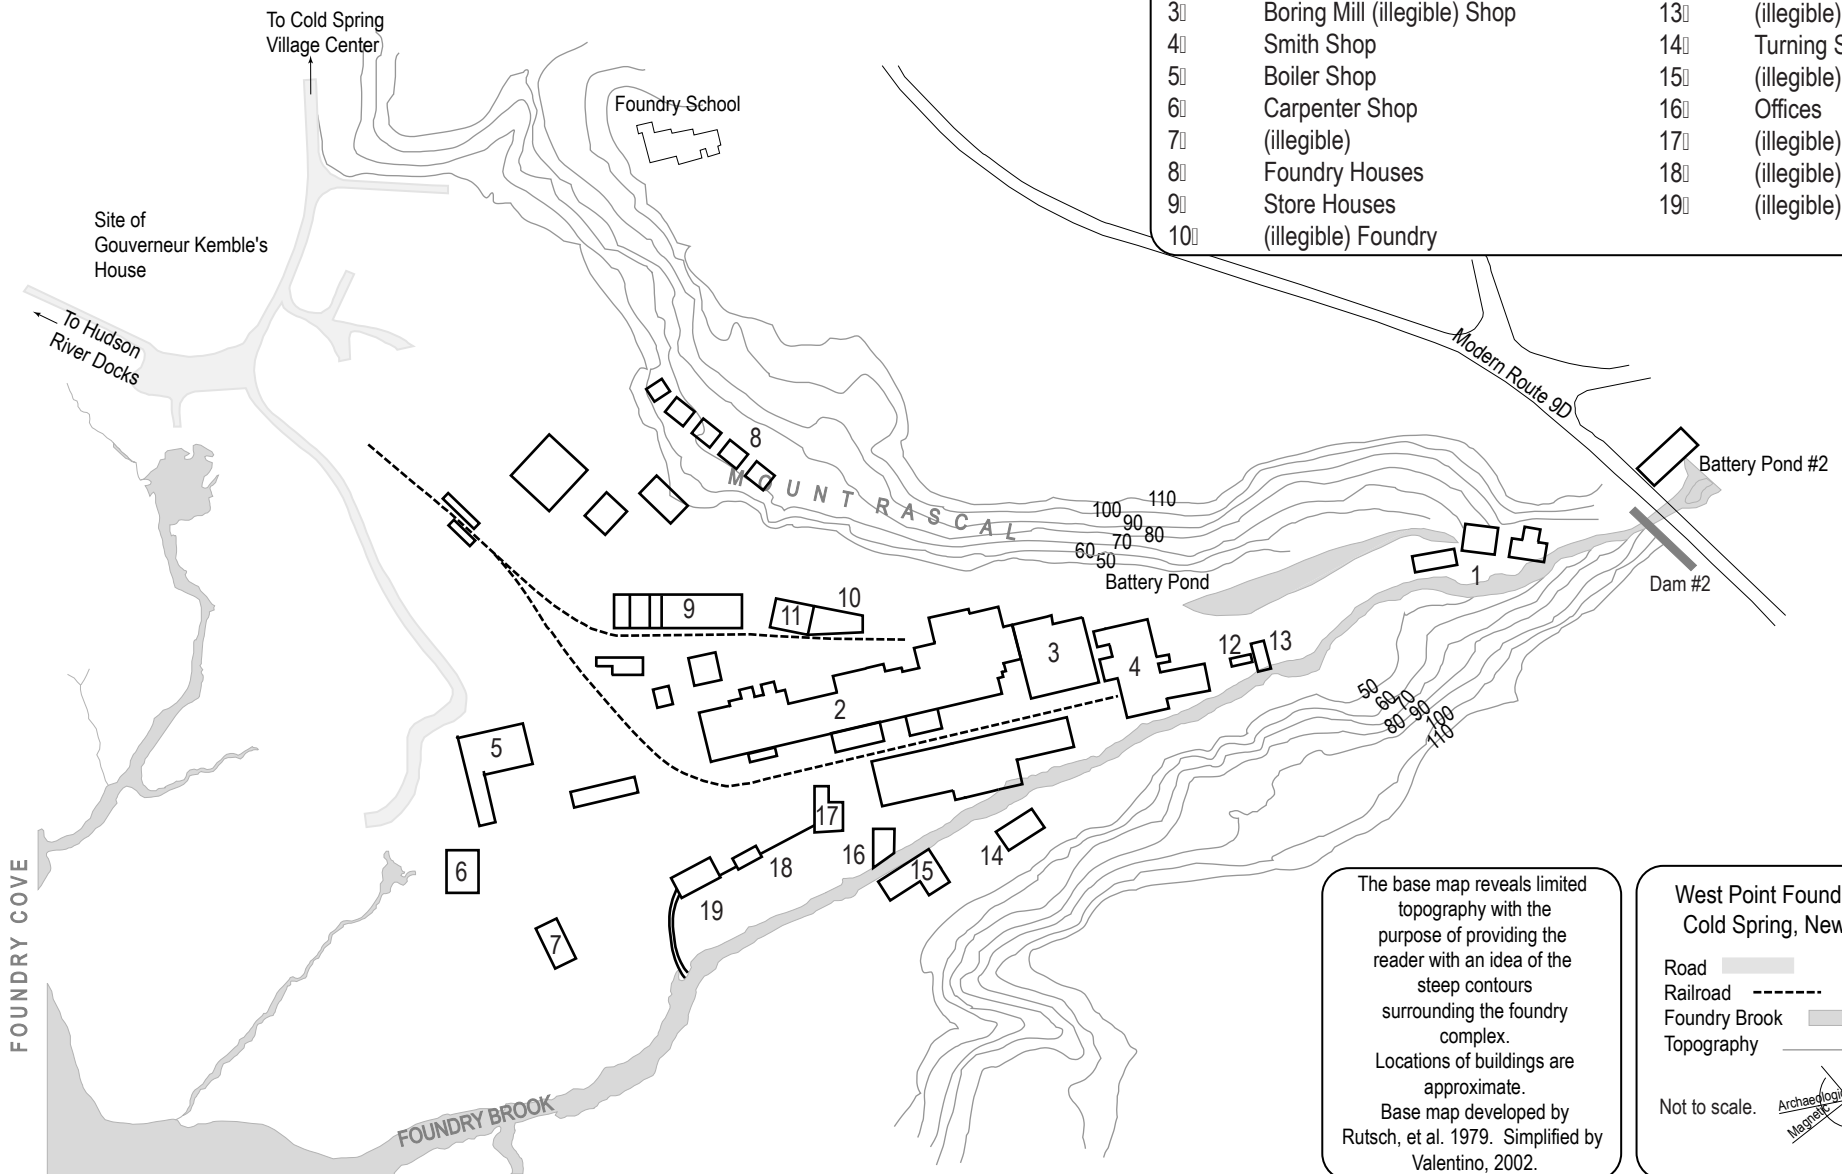 To Cold Spring
Village Center
Foundry School
Site of
Gouverneur Kemble's
House
To Hudson
River Docks
3 Boring Mill (illegible) Shop
4 Smith Shop
5 Boiler Shop
6 Carpenter Shop
7 (illegible)
8 Foundry Houses
9 Store Houses
10 (illegible) Foundry
13 (illegible)
14 Turning S
15 (illegible)
16 Offices
17 (illegible)
18 (illegible)
19 (illegible)
Modern Route 9D
Battery Pond #2
Dam #2
8
MOUNT RASCAL
110
100
90
80
70
60
50
Battery Pond
1
9
11
10
3
4
12
13
2
5
6
7
17
16
18
19
15
14
50
60
70
80
90
100
110
FOUNDRY COVE
FOUNDRY BROOK
The base map reveals limited
topography with the
purpose of providing the
reader with an idea of the
steep contours
surrounding the foundry
complex.
Locations of buildings are
approximate.
Base map developed by
Rutsch, et al. 1979. Simplified by
Valentino, 2002.
West Point Found
Cold Spring, New
Road
Railroad
Foundry Brook
Topography
Not to scale.
Archaeologic
Magnetic